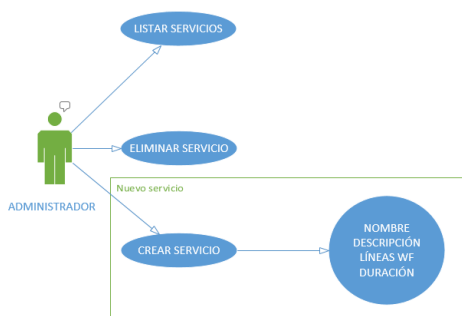 LISTAR SERVICIOS
ELIMINAR SERVICIO
ADMINISTRADOR
Nuevo servicio
CREAR SERVICIO
NOMBRE
DESCRIPCIÓN
LÍNEAS WF
DURACIÓN